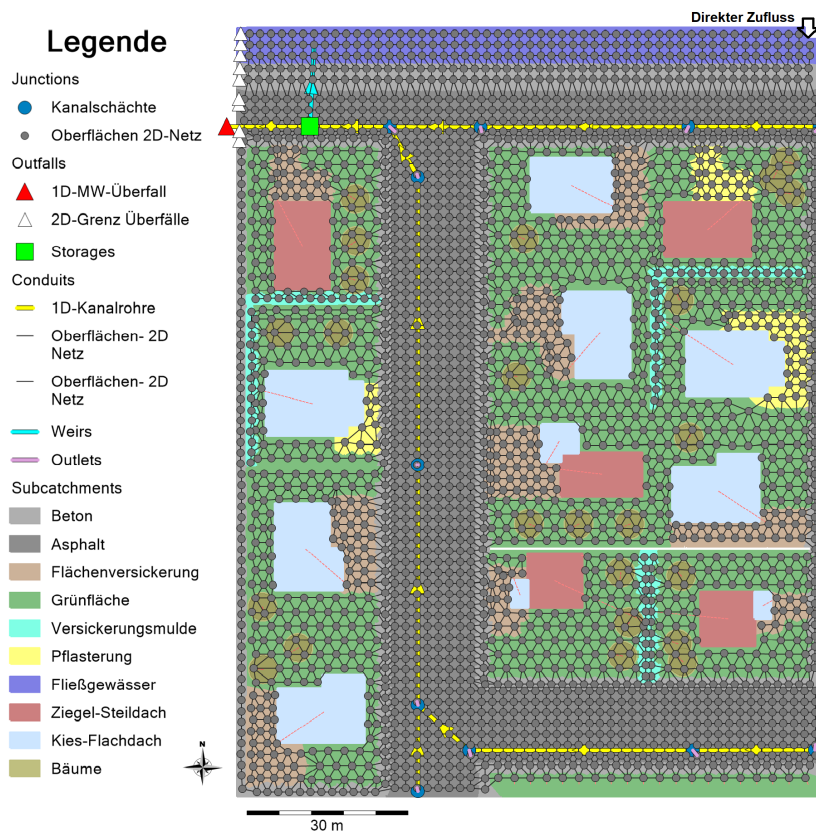 Direkter Zufluss
Legende
Junctions
Kanalschächte
Oberflächen 2D-Netz
Outfalls
1D-MW-Überfall
2D-Grenz Überfälle
Storages
Conduits
1D-Kanalrohre
Oberflächen- 2D
Netz
Oberflächen- 2D
Netz
Weirs
Outlets
Subcatchments
Beton
Asphalt
Flächenversickerung
Grünfläche
Versickerungsmulde
Pflasterung
Fließgewässer
Ziegel-Steildach
Kies-Flachdach
Bäume
N
30 m